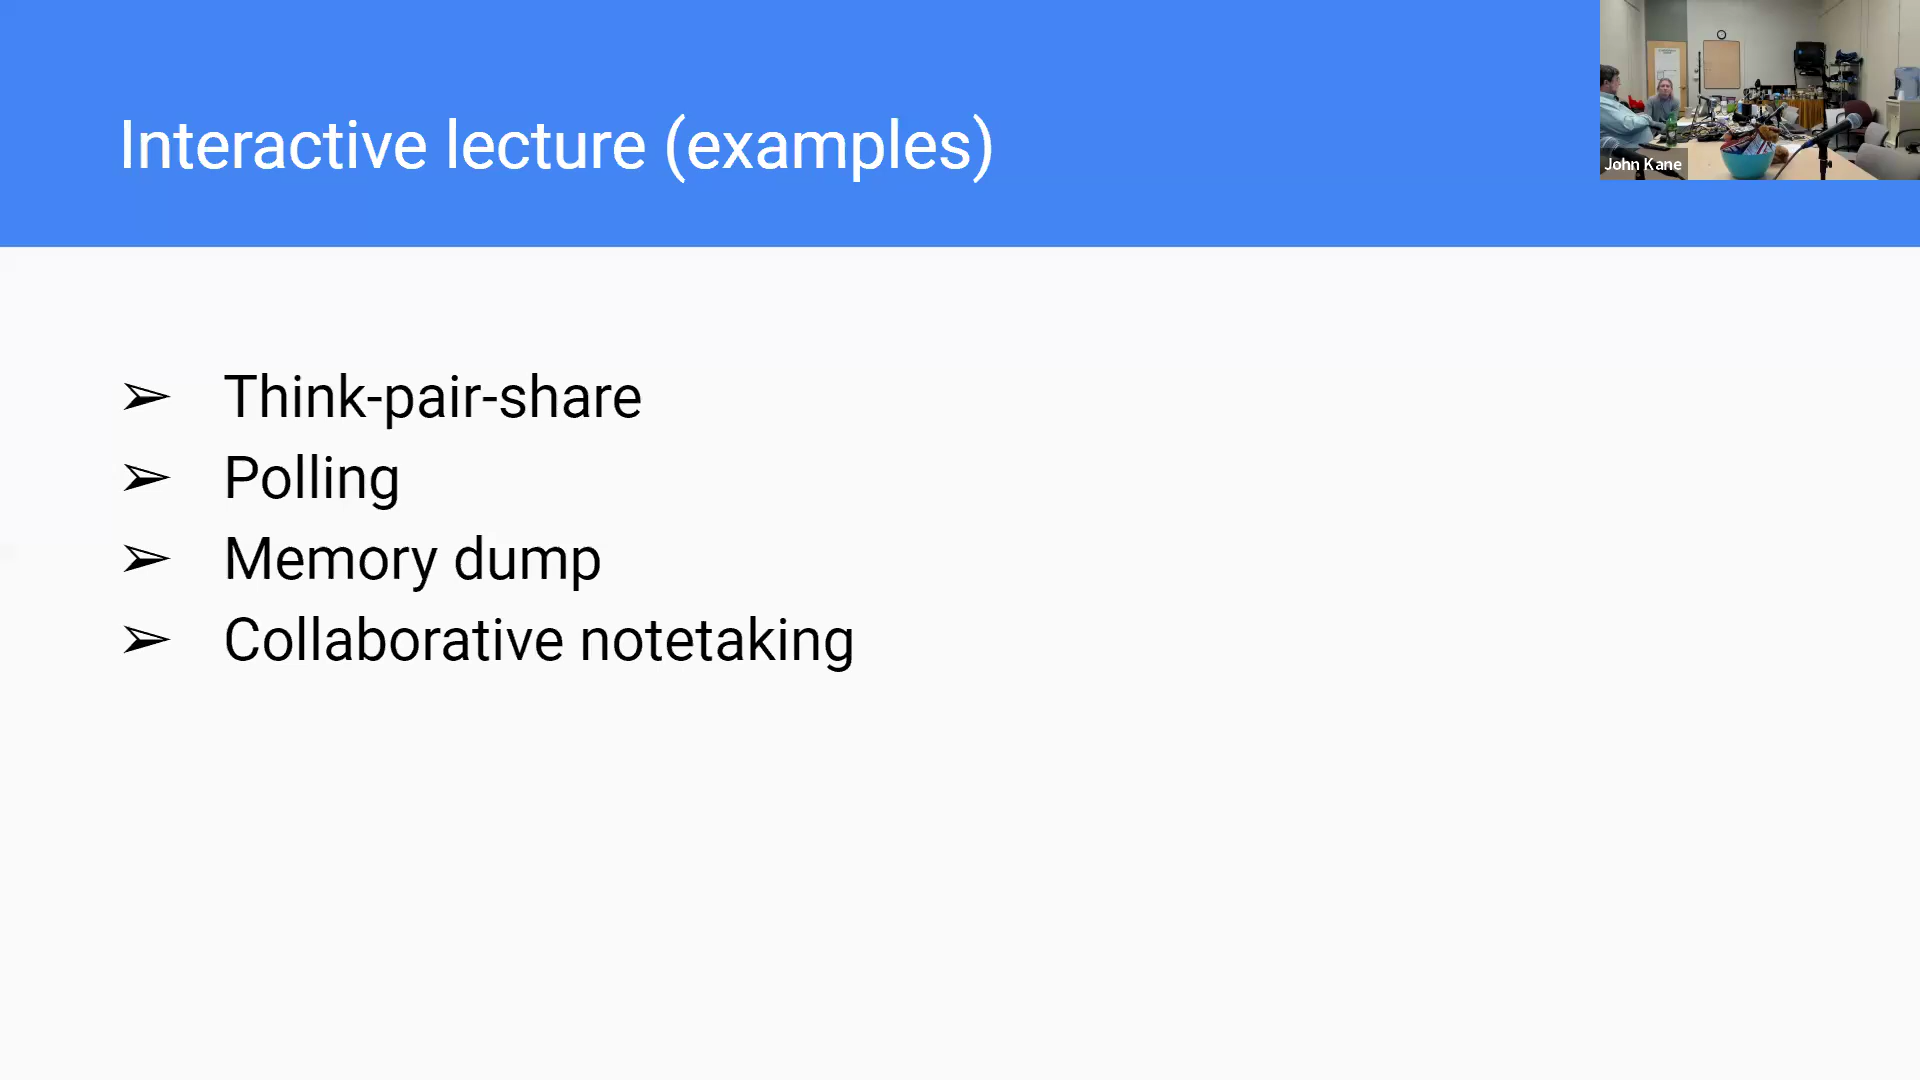 Interactive lecture (examples)
John Kane
➢ Think-pair-share
➢ Polling
➢ Memory dump
➢ Collaborative notetaking